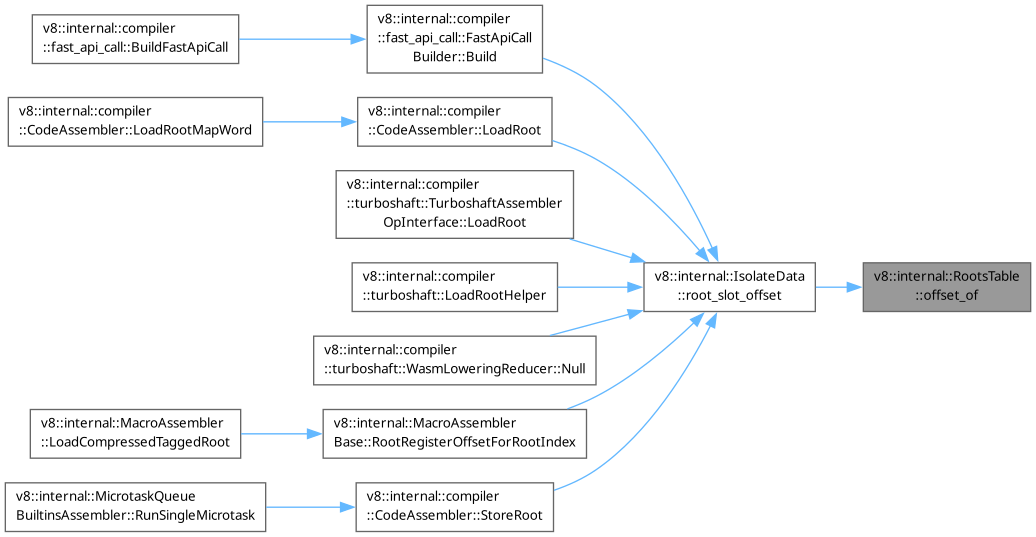 v8::internal::compiler
::fast_api_call::BuildFastApiCall
v8::internal::compiler
::fast_api_call::FastApiCall
Builder::Build
v8::internal::compiler
::CodeAssembler::LoadRootMapWord
v8::internal::compiler
::CodeAssembler::LoadRoot
v8::internal::compiler
::turboshaft::TurboshaftAssembler
OpInterface::LoadRoot
v8::internal::compiler
::turboshaft::LoadRootHelper
v8::internal::IsolateData
::root_slot_offset
v8::internal::RootsTable
::offset_of
v8::internal::compiler
::turboshaft::WasmLoweringReducer::Null
v8::internal::MacroAssembler
::LoadCompressedTaggedRoot
v8::internal::MacroAssembler
Base::RootRegisterOffsetForRootIndex
v8::internal::MicrotaskQueue
BuiltinsAssembler::RunSingleMicrotask
v8::internal::compiler
::CodeAssembler::StoreRoot